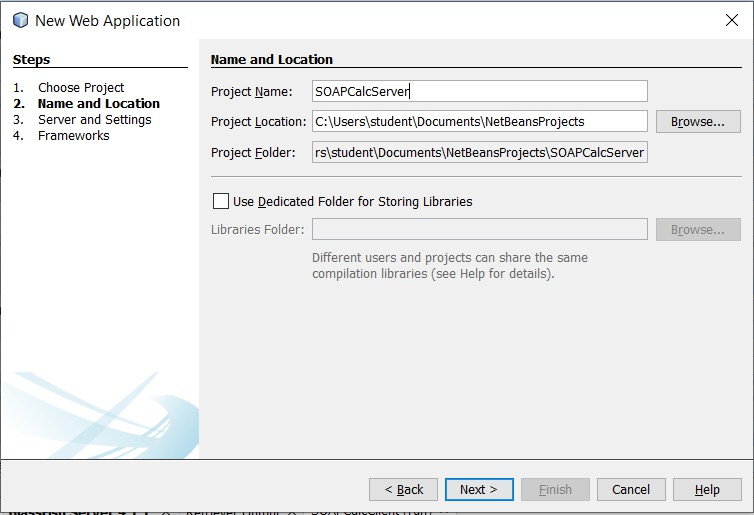 New Web Application
Steps
1. Choose Project
2. Name and Location
3. Server and Settings
4. Frameworks
Name and Location
Project Name: SOAPCalcServer
Project Location: C:\Users\student\Documents\NetBeansProjects Browse...
Project Folder: rs\student\Documents\NetBeansProjects\SOAPCalcServer
Use Dedicated Folder for Storing Libraries
Libraries Folder: Browse...
Different users and projects can share the same
compilation libraries (see Help for details).
< Back Next > Finish Cancel Help